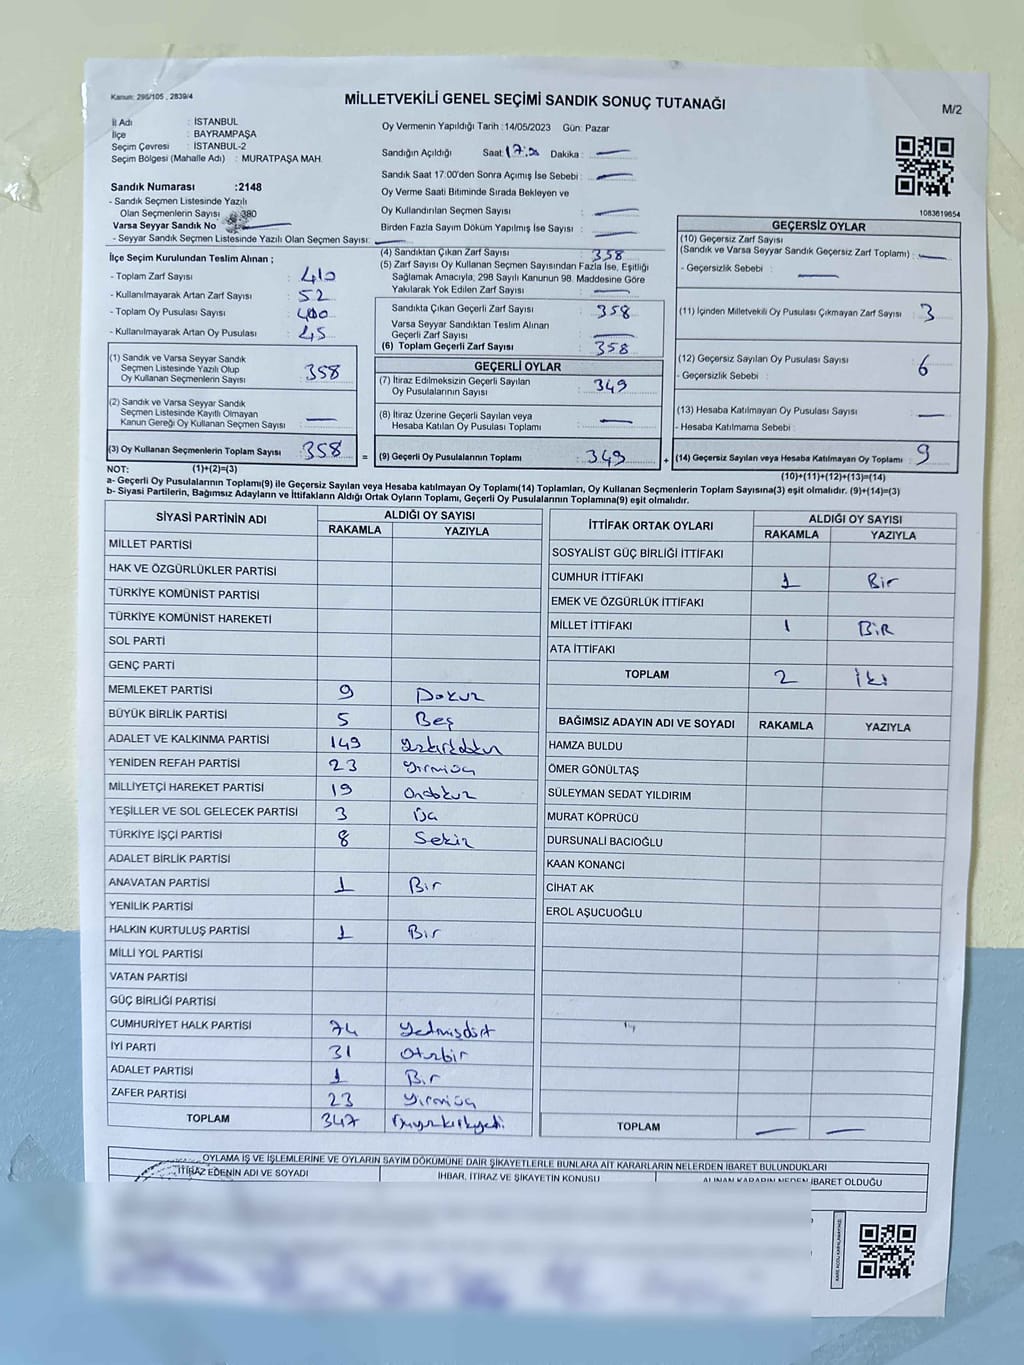 Kanun: 298/105 , 2839/4
MİLLETVEKİLİ GENEL SEÇİMİ SANDIK SONUÇ TUTANAĞI
M/2
İl Adı : İSTANBUL
İlçe : BAYRAMPAŞA
Seçim Çevresi : İSTANBUL-2
Seçim Bölgesi (Mahalle Adı) : MURATPAŞA MAH.
Sandık Numarası :2148
- Sandık Seçmen Listesinde Yazılı
Olan Seçmenlerin Sayısı 380
Varsa Seyyar Sandık No
- Seyyar Sandık Seçmen Listesinde Yazılı Olan Seçmen Sayısı:
Oy Vermenin Yapıldığı Tarih :14/05/2023 Gün: Pazar
Sandığın Açıldığı Saat: Dakika : —
Sandık Saat 17:00'den Sonra Açımış İse Sebebi : —
Oy Verme Saati Bitiminde Sırada Bekleyen ve
Oy Kullandırılan Seçmen Sayısı : —
Birden Fazla Sayım Döküm Yapılmış İse Sayısı : —
1083619654
İlçe Seçim Kurulundan Teslim Alınan ;
- Toplam Zarf Sayısı : 410
- Kullanılmayarak Artan Zarf Sayısı : 52
- Toplam Oy Pusulası Sayısı : 400
- Kullanılmayarak Artan Oy Pusulası : 45
(1) Sandık ve Varsa Seyyar Sandık
Seçmen Listesinde Yazılı Olup
Oy Kullanan Seçmenlerin Sayısı : 358
(2) Sandık ve Varsa Seyyar Sandık
Seçmen Listesinde Kayıtlı Olmayan
Kanun Gereği Oy Kullanan Seçmen Sayısı : —
(3) Oy Kullanan Seçmenlerin Toplam Sayısı : 358 =
(4) Sandıktan Çıkan Zarf Sayısı : 358
(5) Zarf Sayısı Oy Kullanan Seçmen Sayısından Fazla İse, Eşitliği
Sağlamak Amacıyla; 298 Sayılı Kanunun 98. Maddesine Göre
Yakılarak Yok Edilen Zarf Sayısı : —
Sandıkta Çıkan Geçerli Zarf Sayısı : 358
Varsa Seyyar Sandıktan Teslim Alınan
Geçerli Zarf Sayısı : —
(6) Toplam Geçerli Zarf Sayısı : 358
GEÇERLİ OYLAR
(7) İtiraz Edilmeksizin Geçerli Sayılan
Oy Pusulalarının Sayısı : 349
(8) İtiraz Üzerine Geçerli Sayılan veya
Hesaba Katılan Oy Pusulası Toplamı : —
(9) Geçerli Oy Pusulalarının Toplamı : 349 +
GEÇERSİZ OYLAR
(10) Geçersiz Zarf Sayısı
(Sandık ve Varsa Seyyar Sandık Geçersiz Zarf Toplamı) : —
- Geçersizlik Sebebi : —
(11) İçinden Milletvekili Oy Pusulası Çıkmayan Zarf Sayısı : 3
(12) Geçersiz Sayılan Oy Pusulası Sayısı : 6
- Geçersizlik Sebebi :
(13) Hesaba Katılmayan Oy Pusulası Sayısı : —
- Hesaba Katılmama Sebebi :
(14) Geçersiz Sayılan veya Hesaba Katılmayan Oy Toplamı : 9
NOT: (1)+(2)=(3)
(10)+(11)+(12)+(13)=(14)
a- Geçerli Oy Pusulalarının Toplamı(9) ile Geçersiz Sayılan veya Hesaba katılmayan Oy Toplamı(14) Toplamları, Oy Kullanan Seçmenlerin Toplam Sayısına(3) eşit olmalıdır. (9)+(14)=(3)
b- Siyasi Partilerin, Bağımsız Adayların ve İttifakların Aldığı Ortak Oyların Toplamı, Geçerli Oy Pusulalarının Toplamına(9) eşit olmalıdır.
SİYASİ PARTİNİN ADI ALDIĞI OY SAYISI
RAKAMLA YAZIYLA
MİLLET PARTİSİ
HAK VE ÖZGÜRLÜKLER PARTİSİ
TÜRKİYE KOMÜNİST PARTİSİ
TÜRKİYE KOMÜNİST HAREKETİ
SOL PARTİ
GENÇ PARTİ
MEMLEKET PARTİSİ 9 Dokuz
BÜYÜK BİRLİK PARTİSİ 5 Beş
ADALET VE KALKINMA PARTİSİ 149
YENİDEN REFAH PARTİSİ 23 Yirmiüç
MİLLİYETÇİ HAREKET PARTİSİ 19 Ondokuz
YEŞİLLER VE SOL GELECEK PARTİSİ 3 Üç
TÜRKİYE İŞÇİ PARTİSİ 8 Sekiz
ADALET BİRLİK PARTİSİ
ANAVATAN PARTİSİ 1 Bir
YENİLİK PARTİSİ
HALKIN KURTULUŞ PARTİSİ 1 Bir
MİLLİ YOL PARTİSİ
VATAN PARTİSİ
GÜÇ BİRLİĞİ PARTİSİ
CUMHURİYET HALK PARTİSİ 74 Yetmişdört
İYİ PARTİ 31 Otuzbir
ADALET PARTİSİ 1 Bir
ZAFER PARTİSİ 23 Yirmiüç
TOPLAM 347
İTTİFAK ORTAK OYLARI ALDIĞI OY SAYISI
RAKAMLA YAZIYLA
SOSYALİST GÜÇ BİRLİĞİ İTTİFAKI
CUMHUR İTTİFAKI 1 Bir
EMEK VE ÖZGÜRLÜK İTTİFAKI
MİLLET İTTİFAKI 1 BİR
ATA İTTİFAKI
TOPLAM 2 İki
BAĞIMSIZ ADAYIN ADI VE SOYADI RAKAMLA YAZIYLA
HAMZA BULDU
ÖMER GÖNÜLTAŞ
SÜLEYMAN SEDAT YILDIRIM
MURAT KÖPRÜCÜ
DURSUNALİ BACIOĞLU
KAAN KONANCİ
CİHAT AK
EROL AŞUCUOĞLU
TOPLAM — —
OYLAMA İŞ VE İŞLEMLERİNE VE OYLARIN SAYIM DÖKÜMÜNE DAİR ŞİKAYETLERLE BUNLARA AİT KARARLARIN NELERDEN İBARET BULUNDUKLARI
İTİRAZ EDENİN ADI VE SOYADI İHBAR, İTİRAZ VE ŞİKAYETİN KONUSU ALINAN KARARIN NEDEN İBARET OLDUĞU